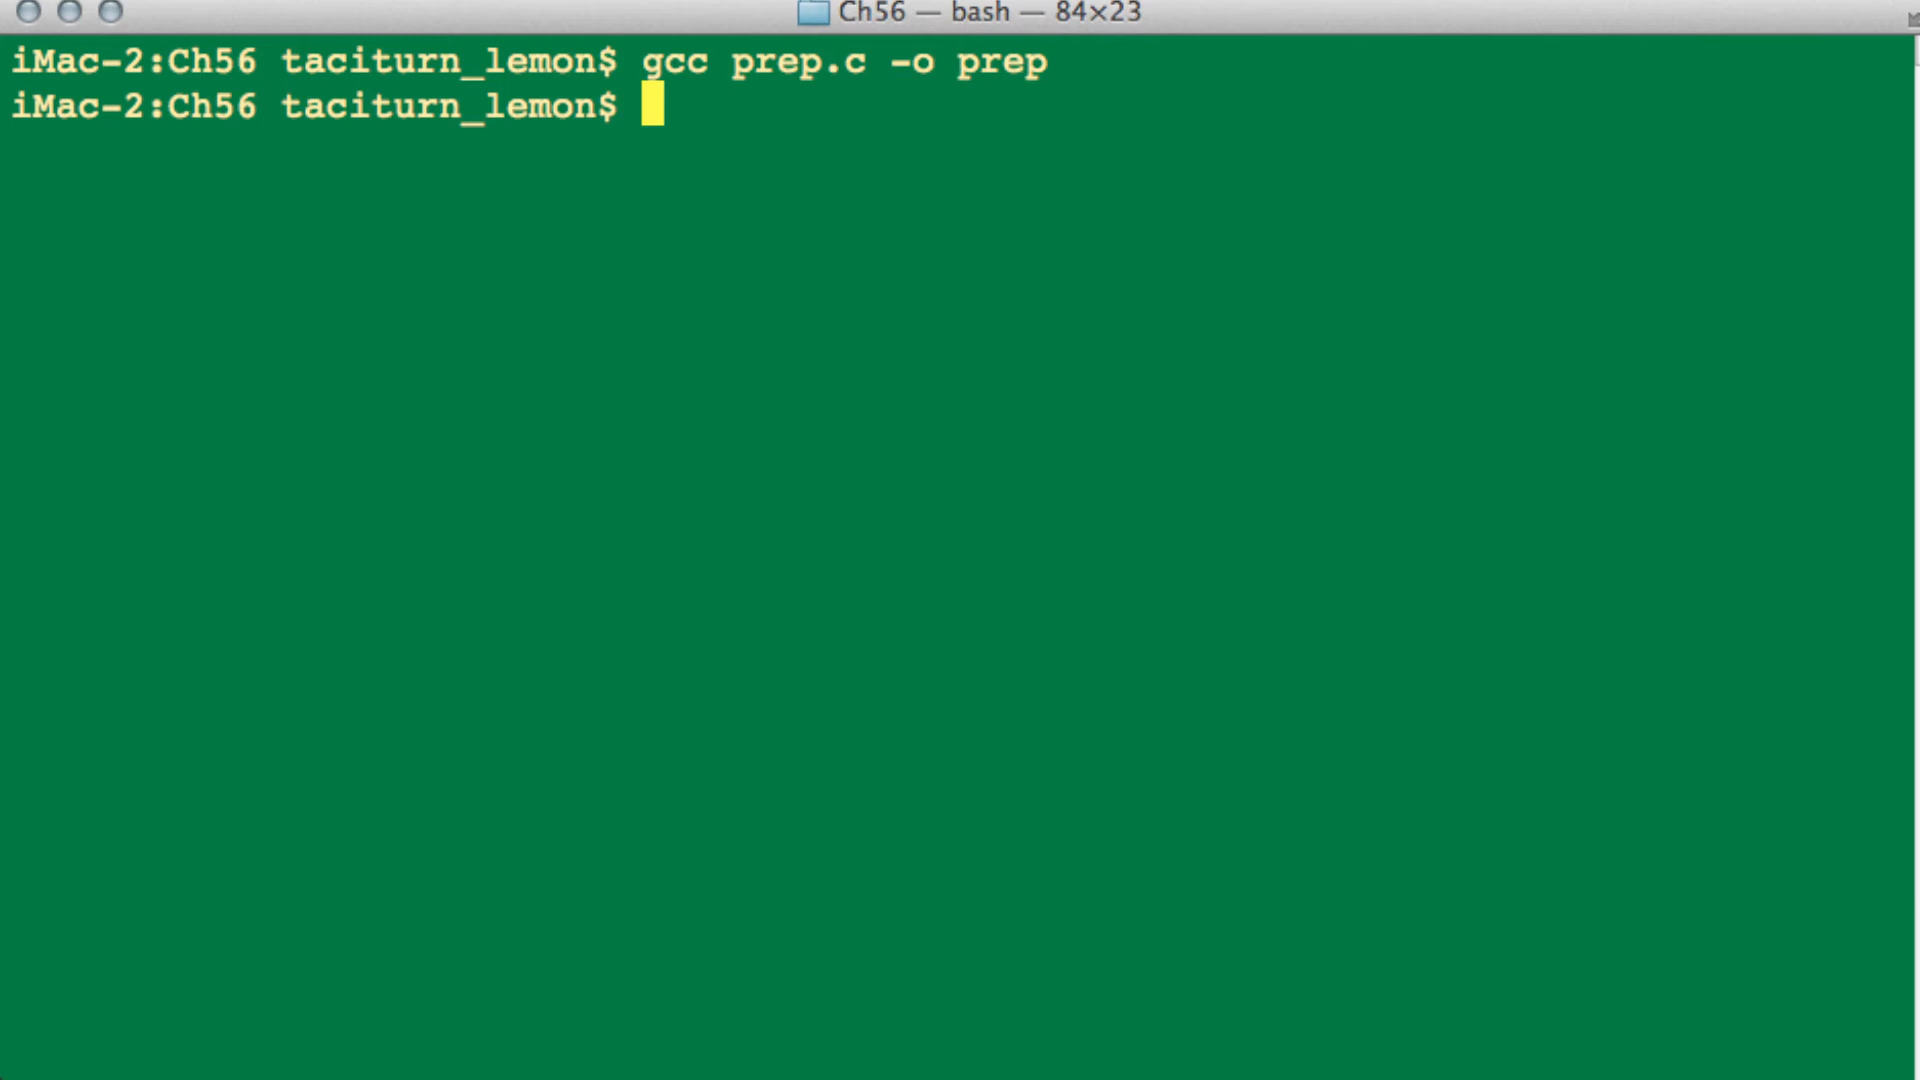 Ch56 — bash — 84×23
iMac-2:Ch56 taciturn_lemon$ gcc prep.c -o prep
iMac-2:Ch56 taciturn_lemon$